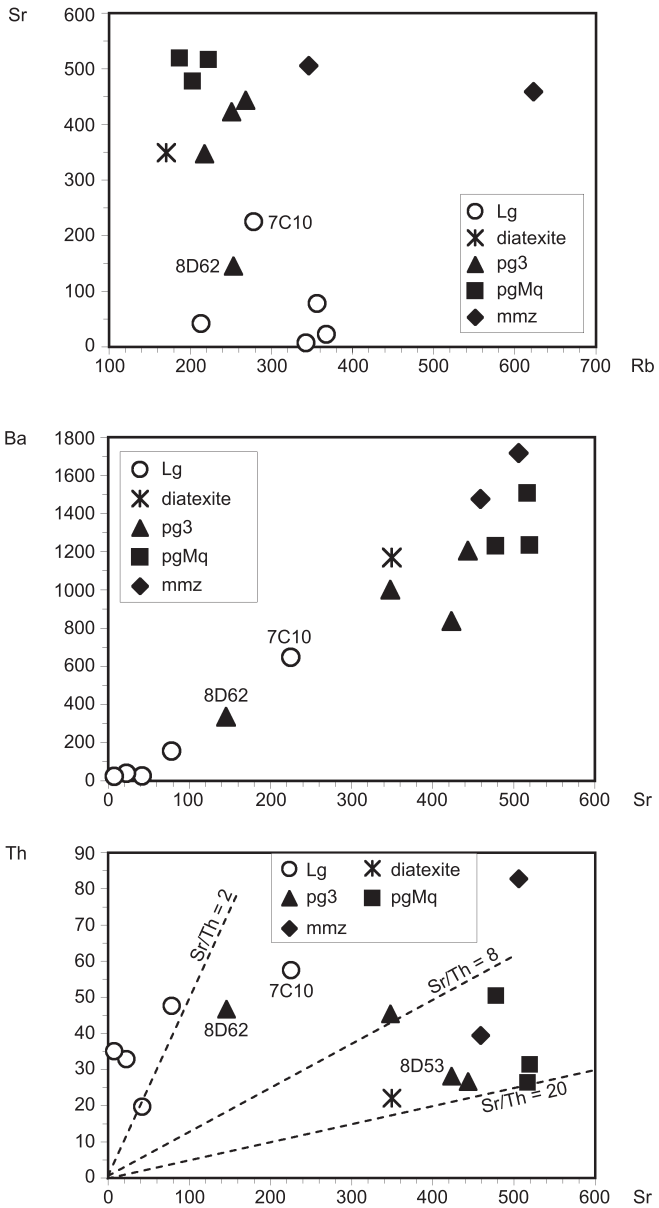 Sr
600
500
400
300
200
100
0
7C10
8D62
Lg
diatexite
pg3
pgMq
mmz
100 200 300 400 500 600 700 Rb
Ba
1800
1600
1400
1200
1000
800
600
400
200
0
Lg
diatexite
pg3
pgMq
mmz
7C10
8D62
0 100 200 300 400 500 600 Sr
Th
90
80
70
60
50
40
30
20
10
0
Lg diatexite
pg3 pgMq
mmz
Sr/Th = 2
Sr/Th = 8
7C10
8D62
8D53
Sr/Th = 20
0 100 200 300 400 500 600 Sr